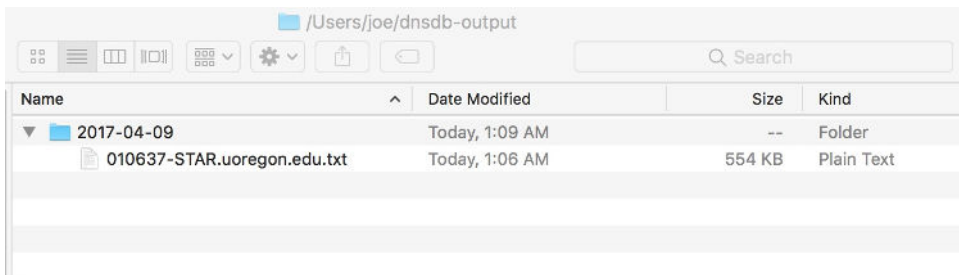 /Users/joe/dnsdb-output
Search
Name Date Modified Size Kind
2017-04-09 Today, 1:09 AM -- Folder
010637-STAR.uoregon.edu.txt Today, 1:06 AM 554 KB Plain Text